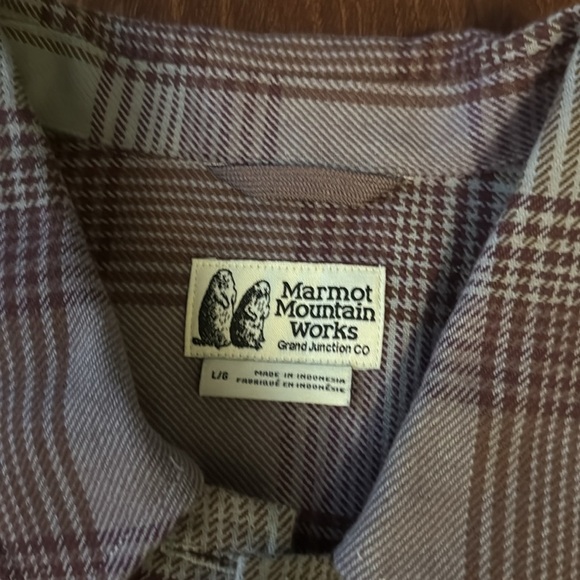 Marmot
Mountain
Works
Grand Junction CO
L/G
MADE IN INDONESIA
FABRIQUÉ EN INDONÉSIE